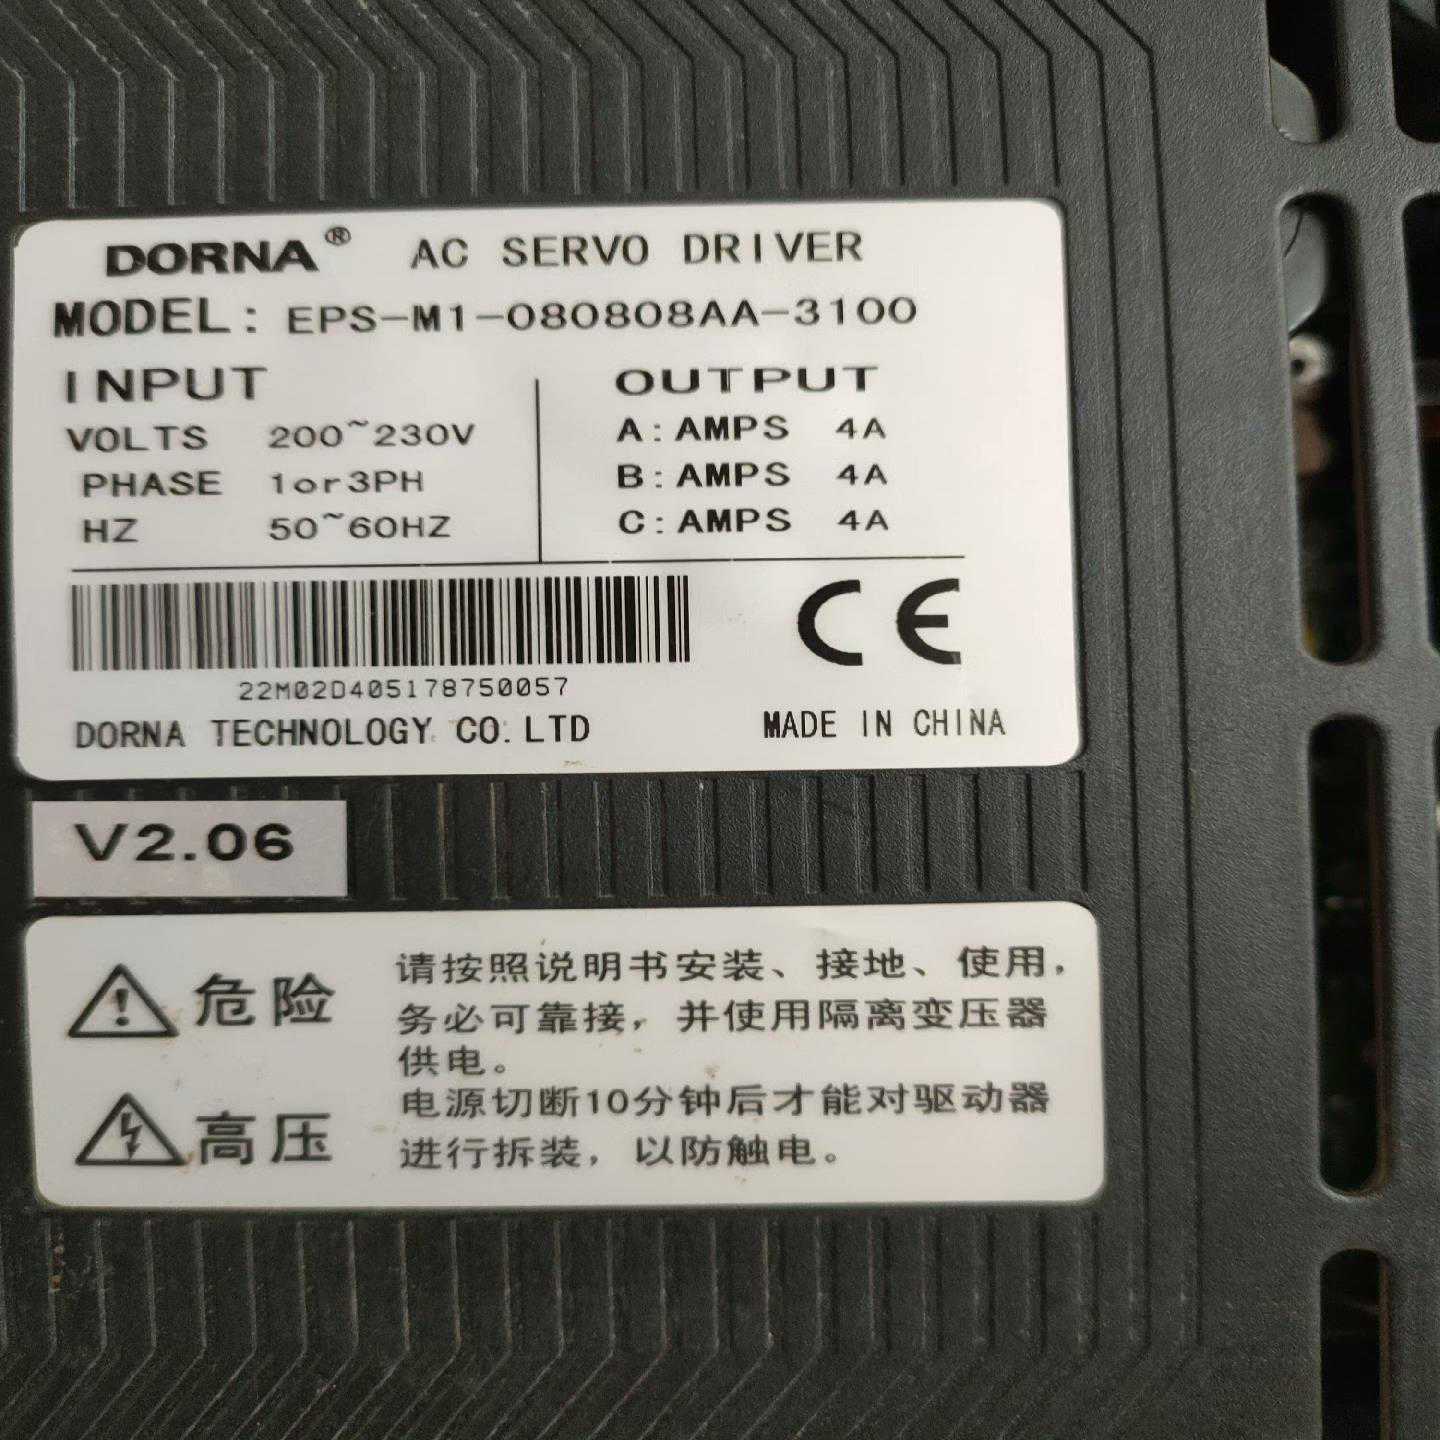 DORNA® AC SERVO DRIVER
MODEL: EPS-M1-080808AA-3100
INPUT
VOLTS 200~230V
PHASE 1or3PH
HZ 50~60HZ
OUTPUT
A:AMPS 4A
B:AMPS 4A
C:AMPS 4A
CE
22M02D405178750057
DORNA TECHNOLOGY CO.LTD MADE IN CHINA
V2.06
危险
请按照说明书安装、接地、使用,
务必可靠接，并使用隔离变压器
供电。
高压
电源切断10分钟后才能对驱动器
进行拆装，以防触电。